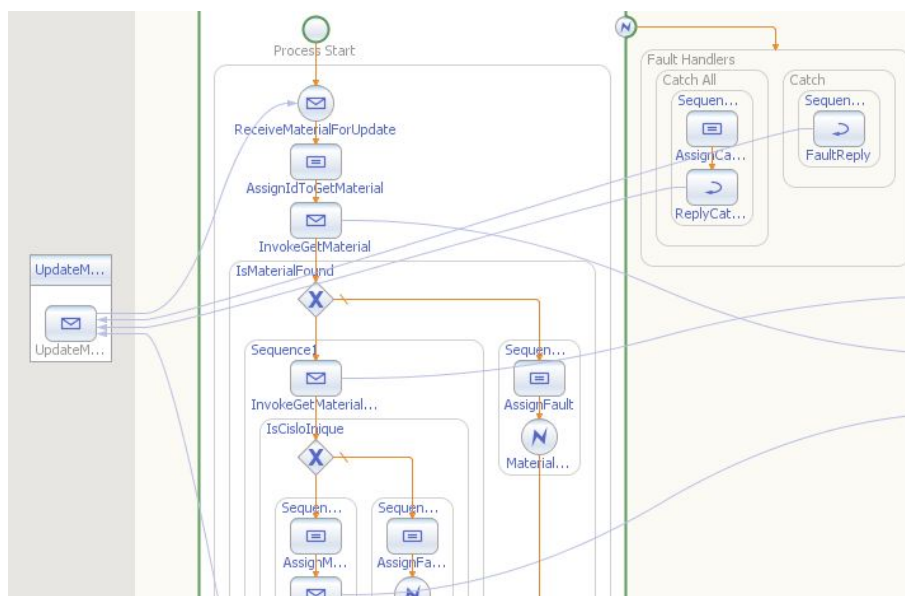 Process Start
ReceiveMaterialForUpdate
AssignIdToGetMaterial
InvokeGetMaterial
IsMaterialFound
Sequence1
InvokeGetMaterial...
IsCisloInique
Sequen...
AssignM...
Sequen...
AssignFa...
Sequen...
AssignFault
Material...
UpdateM...
UpdateM...
Fault Handlers
Catch All
Sequen...
AssignCa...
ReplyCat...
Catch
Sequen...
FaultReply